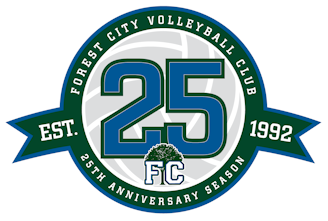 FOREST CITY VOLLEYBALL CLUB
25
EST.
1992
FC
25TH ANNIVERSARY SEASON